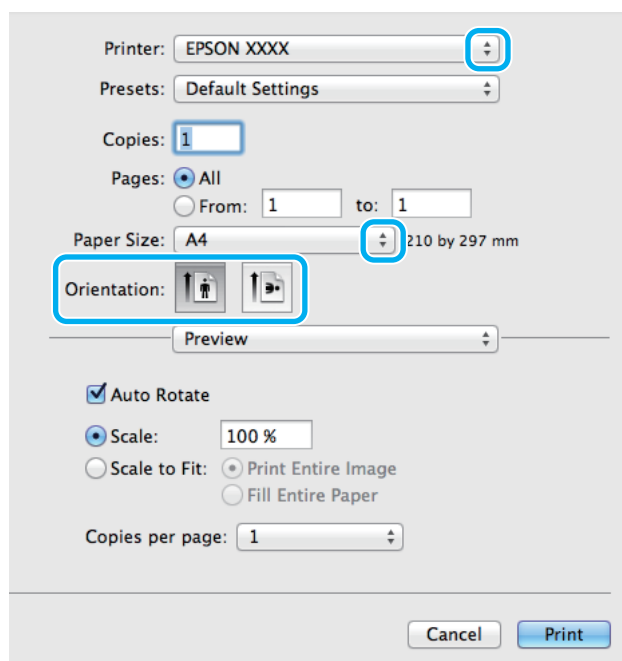 Printer: EPSON XXXX
Presets: Default Settings
Copies: 1
Pages: All
From: 1 to: 1
Paper Size: A4 210 by 297 mm
Orientation:
Preview
Auto Rotate
Scale: 100 %
Scale to Fit: Print Entire Image
Fill Entire Paper
Copies per page: 1
Cancel Print